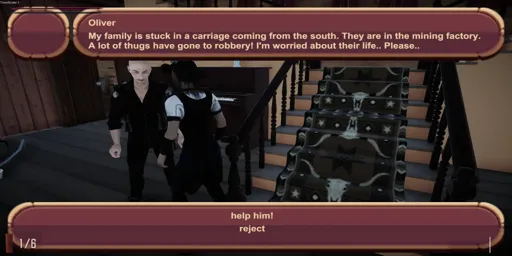 Oliver
My family is stuck in a carriage coming from the south. They are in the mining factory.
A lot of thugs have gone to robbery! I'm worried about their life.. Please..
help him!
reject
1/6